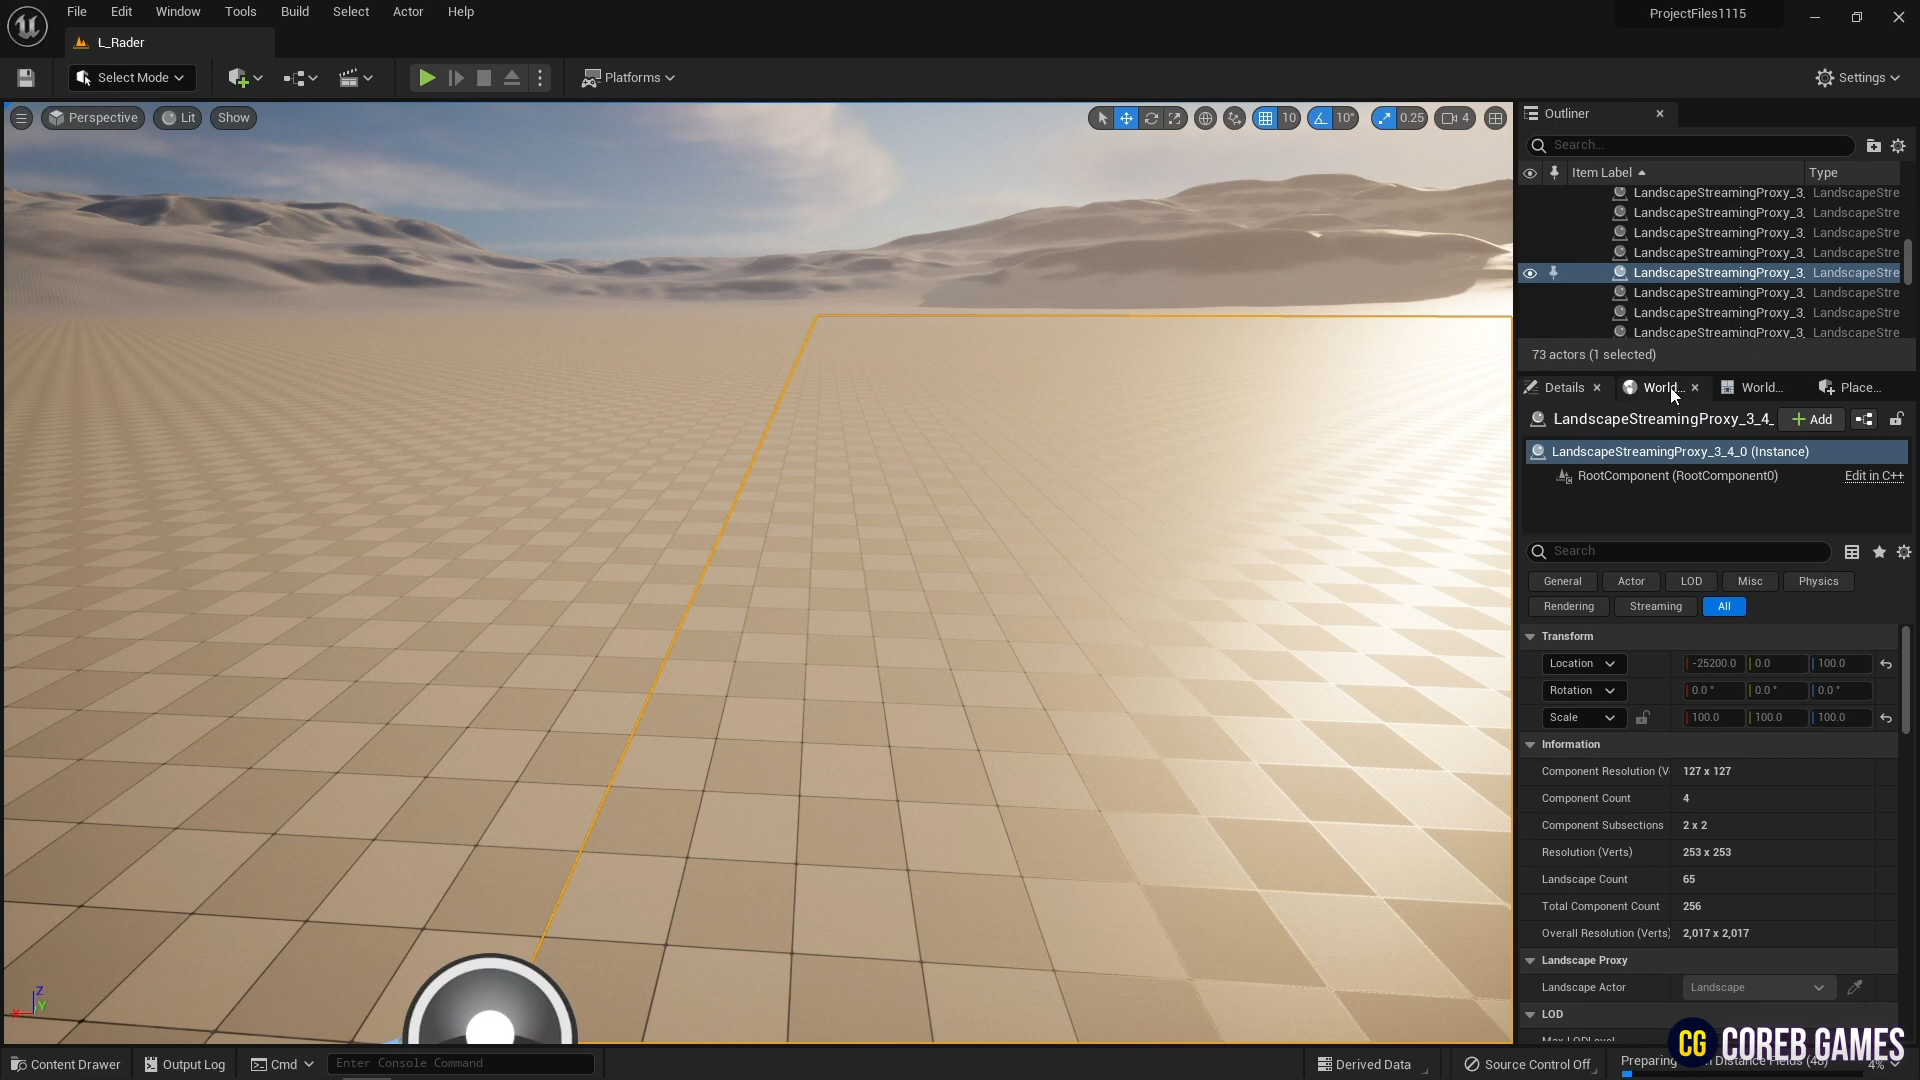 File Edit Window Tools Build Select Actor Help
ProjectFiles1115
L_Rader
Select Mode
Platforms
Settings
Perspective Lit Show
10 10° 0.25 4
Outliner
Search...
Item Label Type
LandscapeStreamingProxy_3_ LandscapeStre
LandscapeStreamingProxy_3_ LandscapeStre
LandscapeStreamingProxy_3_ LandscapeStre
LandscapeStreamingProxy_3_ LandscapeStre
LandscapeStreamingProxy_3_ LandscapeStre
LandscapeStreamingProxy_3_ LandscapeStre
LandscapeStreamingProxy_3_ LandscapeStre
LandscapeStreamingProxy_3_ LandscapeStre
73 actors (1 selected)
Details World... World... Place...
LandscapeStreamingProxy_3_4_ + Add
LandscapeStreamingProxy_3_4_0 (Instance)
RootComponent (RootComponent0) Edit in C++
Search
General Actor LOD Misc Physics
Rendering Streaming All
Transform
Location -25200.0 0.0 100.0
Rotation 0.0 ° 0.0 ° 0.0 °
Scale 100.0 100.0 100.0
Information
Component Resolution (V 127 x 127
Component Count 4
Component Subsections 2 x 2
Resolution (Verts) 253 x 253
Landscape Count 65
Total Component Count 256
Overall Resolution (Verts) 2,017 x 2,017
Landscape Proxy
Landscape Actor Landscape
LOD
Z
Y
X
CG COREB GAMES
Content Drawer Output Log Cmd Enter Console Command
Derived Data Source Control Off Preparing Distance Fields 4%